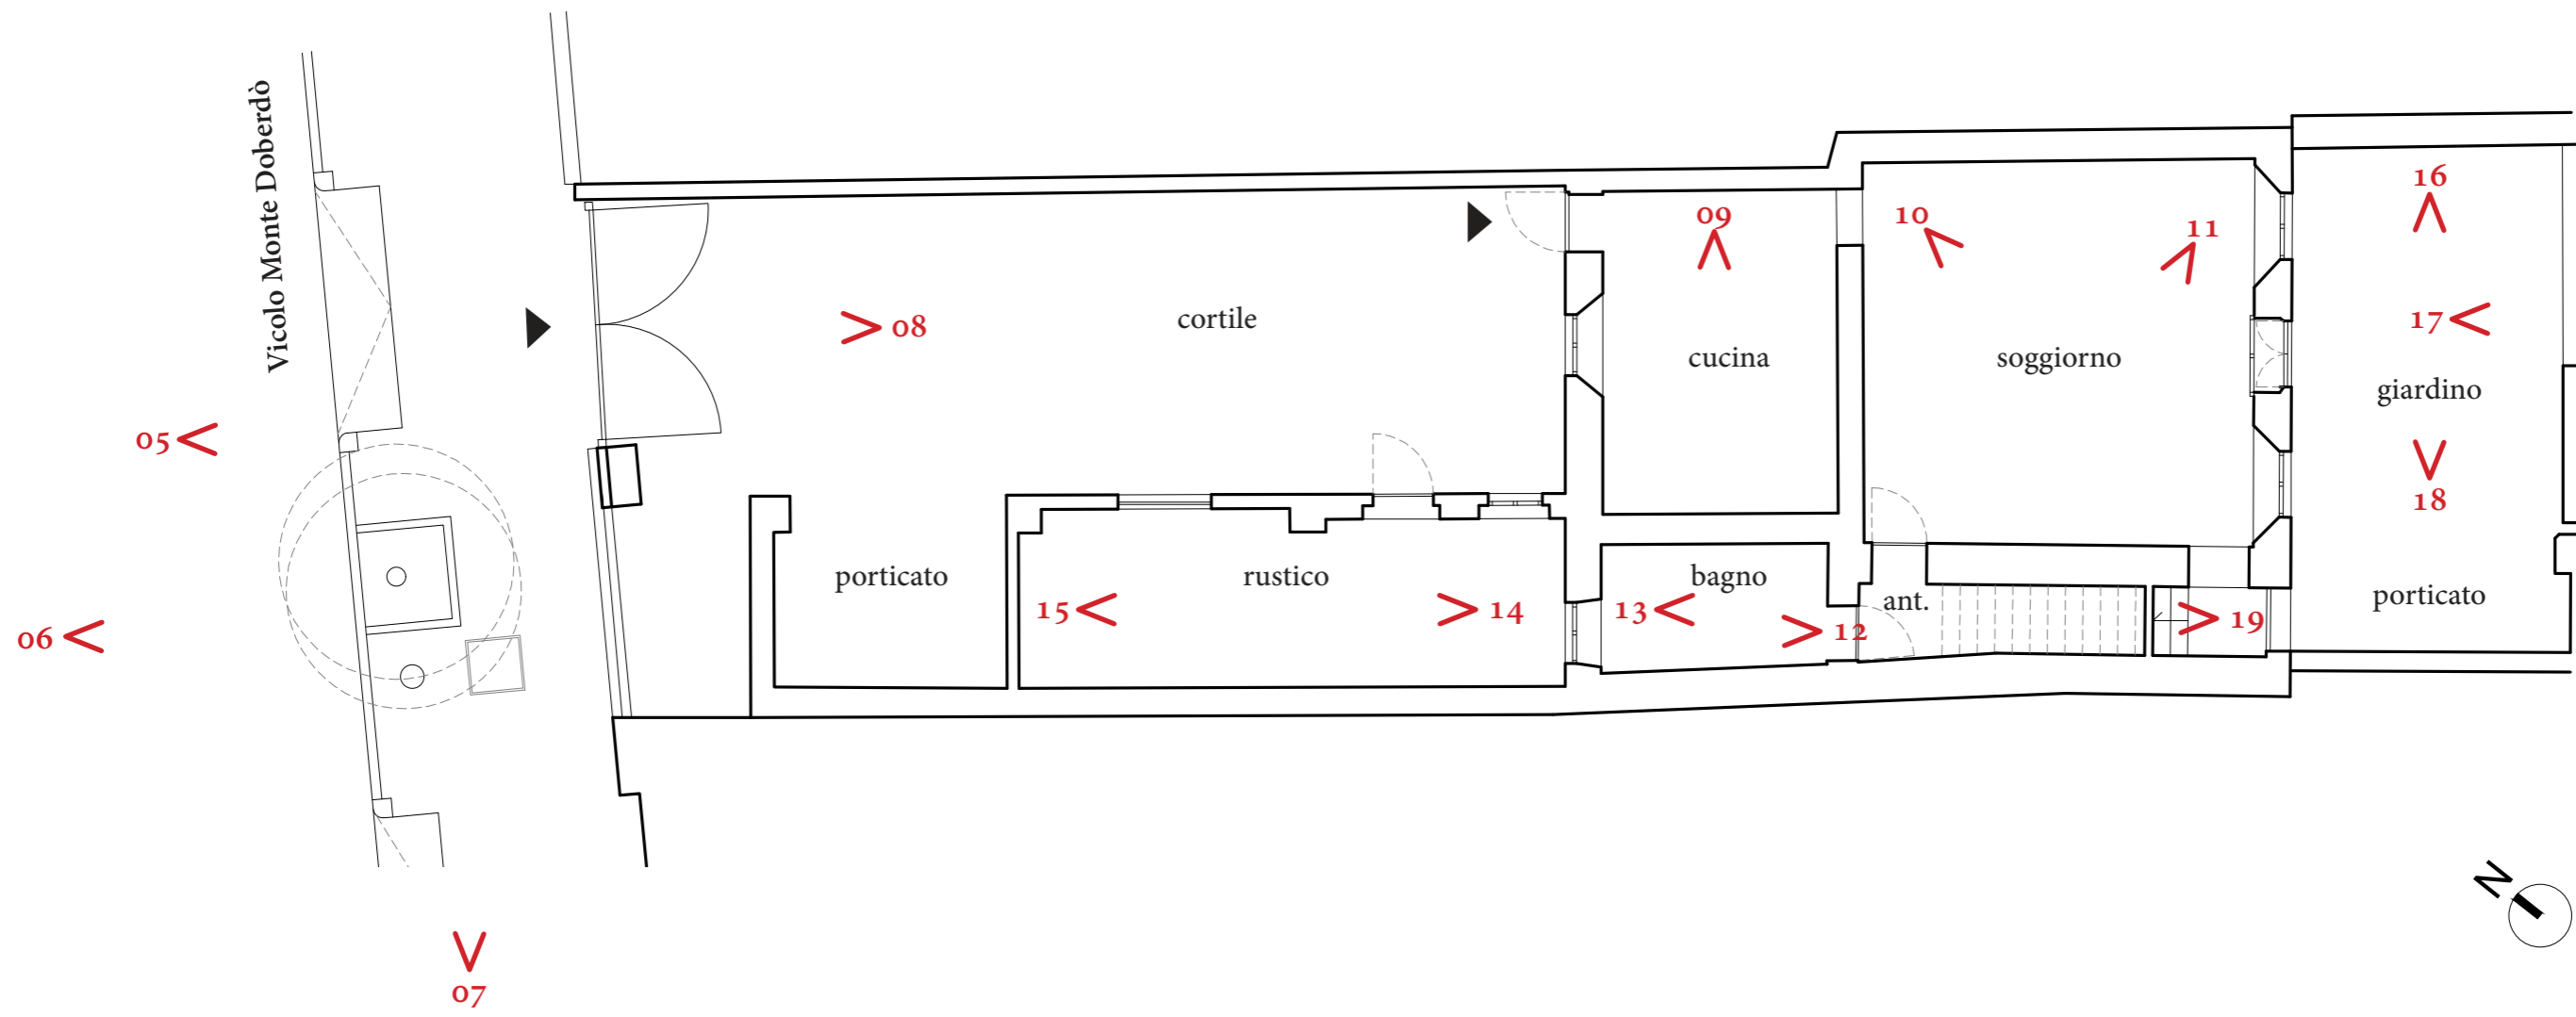 Vicolo Monte Doberdò
05
06
07
08
cortile
09
cucina
10
11
soggiorno
16
17
giardino
18
porticato
15
rustico
14
13
bagno
12
ant.
19
porticato
N